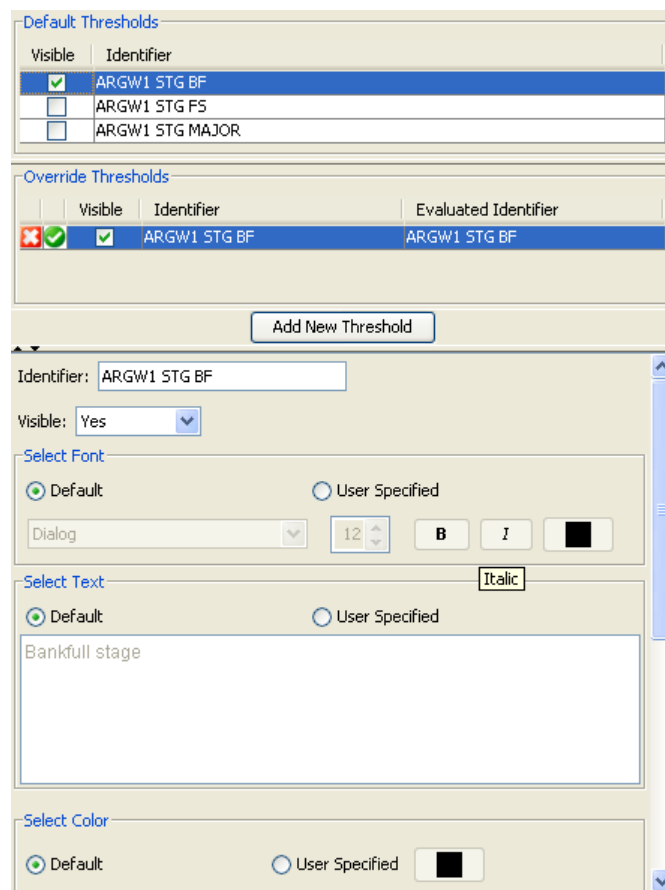 Default Thresholds
Visible Identifier
ARGW1 STG BF
ARGW1 STG FS
ARGW1 STG MAJOR
Override Thresholds
Visible Identifier Evaluated Identifier
ARGW1 STG BF ARGW1 STG BF
Add New Threshold
Identifier: ARGW1 STG BF
Visible: Yes
Select Font
Default User Specified
Dialog 12 B I
Italic
Select Text
Default User Specified
Bankfull stage
Select Color
Default User Specified